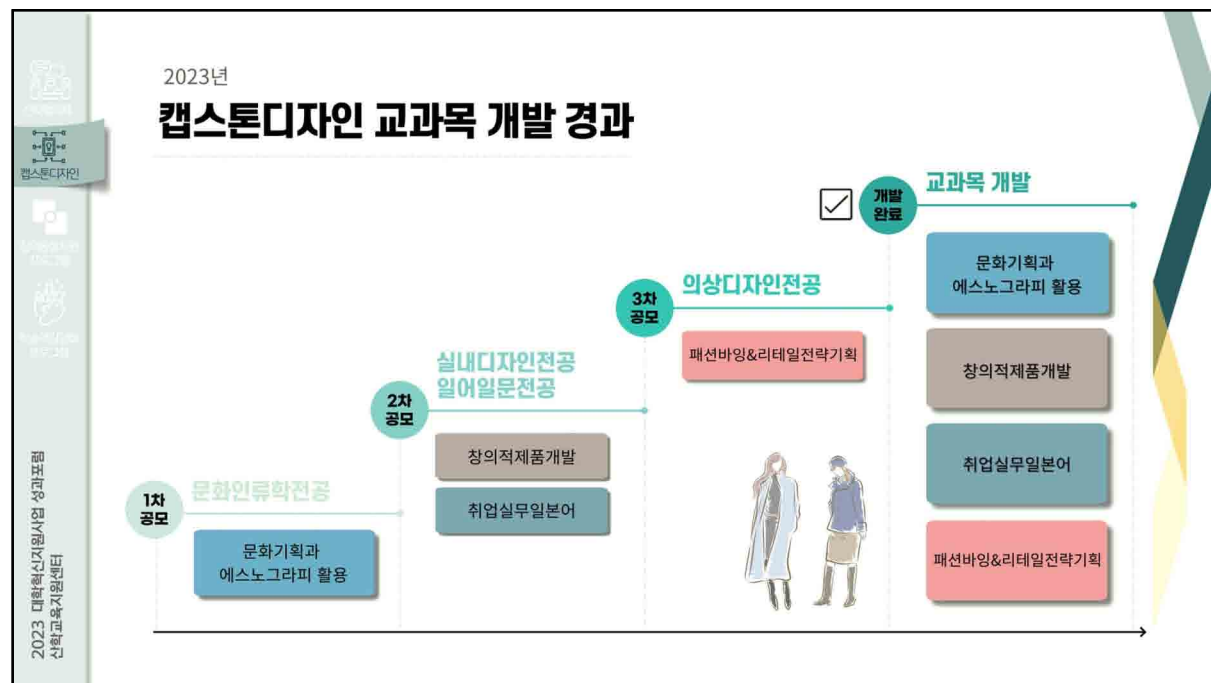 2023년
캡스톤디자인 교과목 개발 경과
캡스톤디자인
2023 대학혁신지원사업 성과포럼
산학교육지원센터
1차
공모
문화인류학전공
문화기획과
에스노그라피 활용
2차
공모
실내디자인전공
일어일문전공
창의적제품개발
취업실무일본어
3차
공모
의상디자인전공
패션바잉&리테일전략기획
개발
완료
교과목 개발
문화기획과
에스노그라피 활용
창의적제품개발
취업실무일본어
패션바잉&리테일전략기획